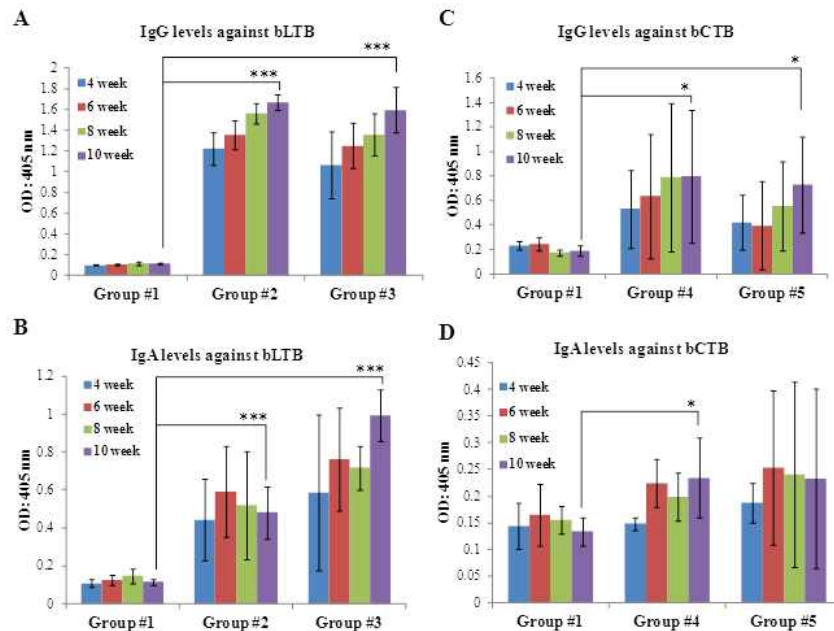 A
IgG levels against bLTB
***
***
4 week
6 week
8 week
10 week
OD: 405 nm
2
1.8
1.6
1.4
1.2
1
0.8
0.6
0.4
0.2
0
Group #1 Group #2 Group #3
C
IgG levels against bCTB
*
*
4 week
6 week
8 week
10 week
OD: 405 nm
1.6
1.4
1.2
1
0.8
0.6
0.4
0.2
0
Group #1 Group #4 Group #5
B
IgA levels against bLTB
***
***
4 week
6 week
8 week
10 week
OD: 405 nm
1.2
1
0.8
0.6
0.4
0.2
0
Group #1 Group #2 Group #3
D
IgA levels against bCTB
*
4 week
6 week
8 week
10 week
OD: 405 nm
0.45
0.4
0.35
0.3
0.25
0.2
0.15
0.1
0.05
0
Group #1 Group #4 Group #5